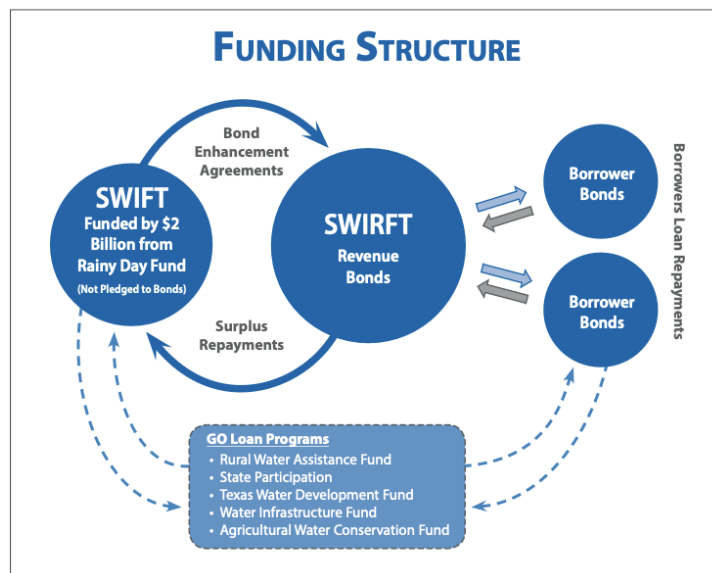 FUNDING STRUCTURE
Bond
Enhancement
Agreements
SWIFT
Funded by $2
Billion from
Rainy Day Fund
(Not Pledged to Bonds)
SWIRFT
Revenue
Bonds
Borrower
Bonds
Borrower
Bonds
Borrowers Loan Repayments
Surplus
Repayments
GO Loan Programs
• Rural Water Assistance Fund
• State Participation
• Texas Water Development Fund
• Water Infrastructure Fund
• Agricultural Water Conservation Fund